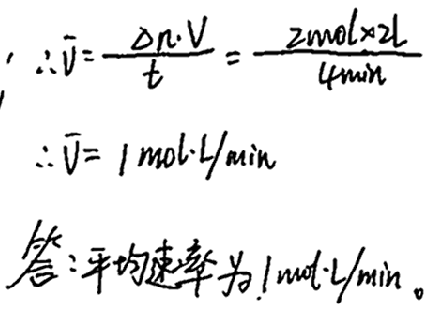 ∴ v̄ = Δn·V/t = 2mol×2L/4min
∴ v̄ = 1 mol·L/min
答：平均速率为1mol·L/min。